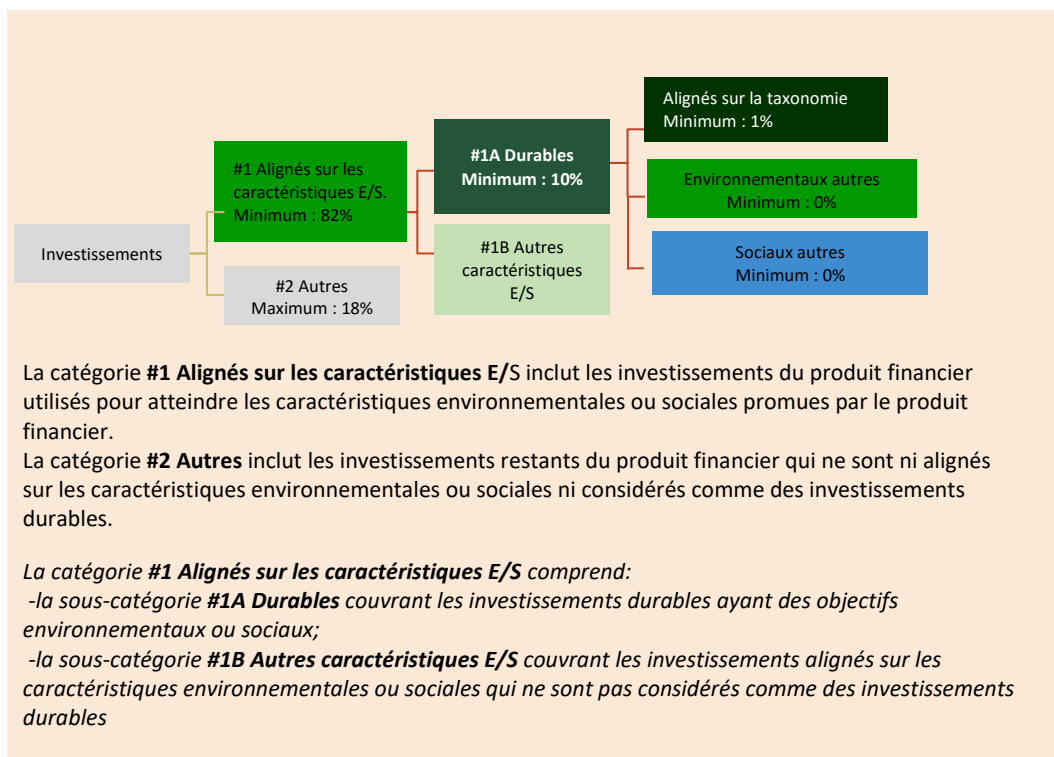 Investissements
#1 Alignés sur les
caractéristiques E/S.
Minimum : 82%
#2 Autres
Maximum : 18%
#1A Durables
Minimum : 10%
#1B Autres
caractéristiques
E/S
Alignés sur la taxonomie
Minimum : 1%
Environnementaux autres
Minimum : 0%
Sociaux autres
Minimum : 0%
La catégorie #1 Alignés sur les caractéristiques E/S inclut les investissements du produit financier
utilisés pour atteindre les caractéristiques environnementales ou sociales promues par le produit
financier.
La catégorie #2 Autres inclut les investissements restants du produit financier qui ne sont ni alignés
sur les caractéristiques environnementales ou sociales ni considérés comme des investissements
durables.
La catégorie #1 Alignés sur les caractéristiques E/S comprend:
-la sous-catégorie #1A Durables couvrant les investissements durables ayant des objectifs
environnementaux ou sociaux;
-la sous-catégorie #1B Autres caractéristiques E/S couvrant les investissements alignés sur les
caractéristiques environnementales ou sociales qui ne sont pas considérés comme des investissements
durables